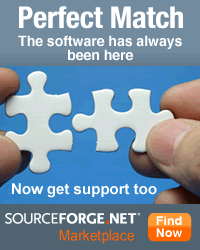 Perfect Match
The software has always
been here
Now get support too
SOURCEFORGE.NET®
Marketplace
Find
Now